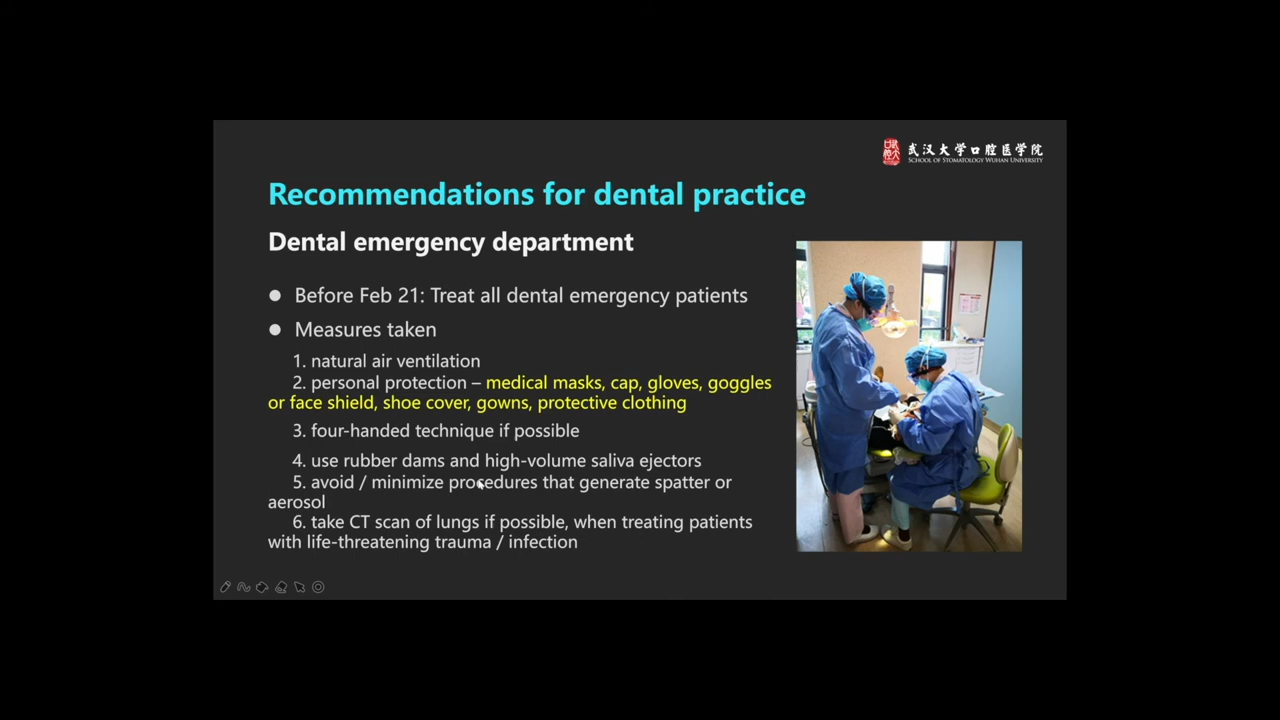 武汉大学口腔医学院
SCHOOL OF STOMATOLOGY WUHAN UNIVERSITY
Recommendations for dental practice
Dental emergency department
● Before Feb 21: Treat all dental emergency patients
● Measures taken
1. natural air ventilation
2. personal protection – medical masks, cap, gloves, goggles
or face shield, shoe cover, gowns, protective clothing
3. four-handed technique if possible
4. use rubber dams and high-volume saliva ejectors
5. avoid / minimize procedures that generate spatter or
aerosol
6. take CT scan of lungs if possible, when treating patients
with life-threatening trauma / infection